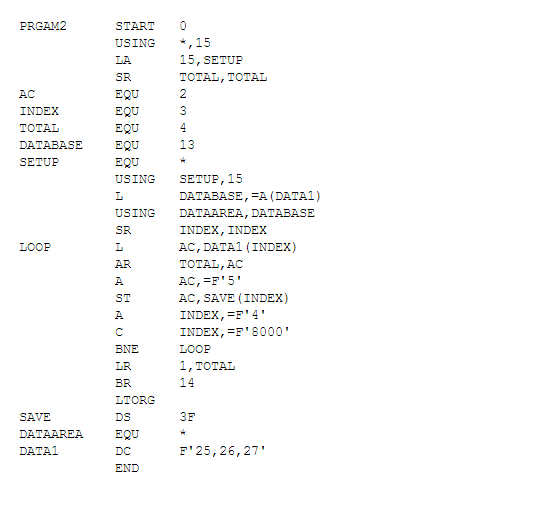 PRGAM2 START 0
USING *,15
LA 15,SETUP
SR TOTAL,TOTAL
AC EQU 2
INDEX EQU 3
TOTAL EQU 4
DATABASE EQU 13
SETUP EQU *
USING SETUP,15
L DATABASE,=A(DATA1)
USING DATAAREA,DATABASE
SR INDEX,INDEX
LOOP L AC,DATA1(INDEX)
AR TOTAL,AC
A AC,=F'5'
ST AC,SAVE(INDEX)
A INDEX,=F'4'
C INDEX,=F'8000'
BNE LOOP
LR 1,TOTAL
BR 14
LTORG
SAVE DS 3F
DATAAREA EQU *
DATA1 DC F'25,26,27'
END